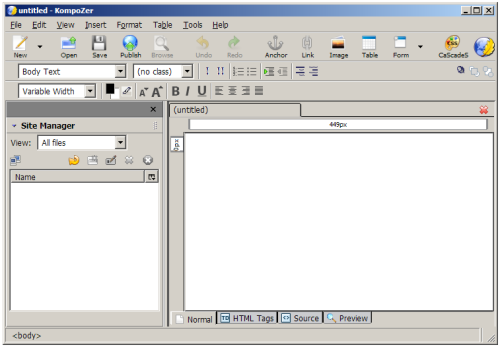 untitled - KompoZer
File Edit View Insert Format Table Tools Help
New Open Save Publish Browse Undo Redo Anchor Link Image Table Form CaScadeS
Body Text (no class) ! !!
Variable Width A A B I U
(untitled)
Site Manager
449px
View: All files
0px
Name
Normal TD HTML Tags Source Preview
<body>